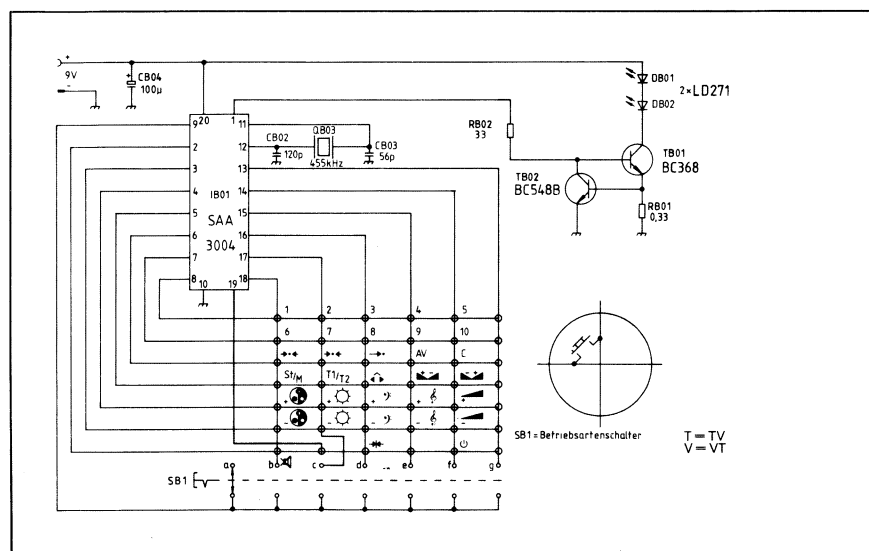 +
9V
-
+
CB04
100µ
9
20
1
11
2
12
3
13
4
14
5
15
6
16
7
17
8
10
19
18
IB01
SAA
3004
CB02
120p
QB03
455kHz
CB03
56p
RB02
33
DB01
DB02
2×LD271
TB01
BC368
TB02
BC548B
RB01
0,33
1 2 3 4 5
6 7 8 9 10
AV C
St/M T1/T2
+ + + + +
- - - - -
a b c d e f g
SB1
SB1=Betriebsartenschalter
T=TV
V=VT